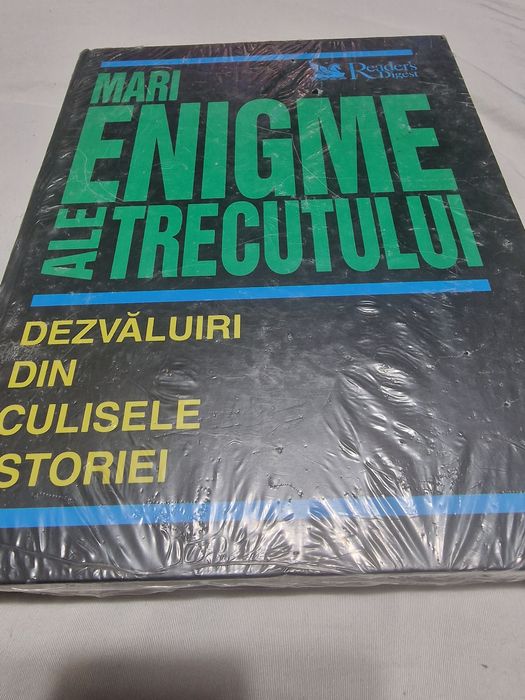 Reader's
Digest
MARI
ENIGME
ALE TRECUTULUI
DEZVĂLUIRI
DIN
CULISELE
STORIEI